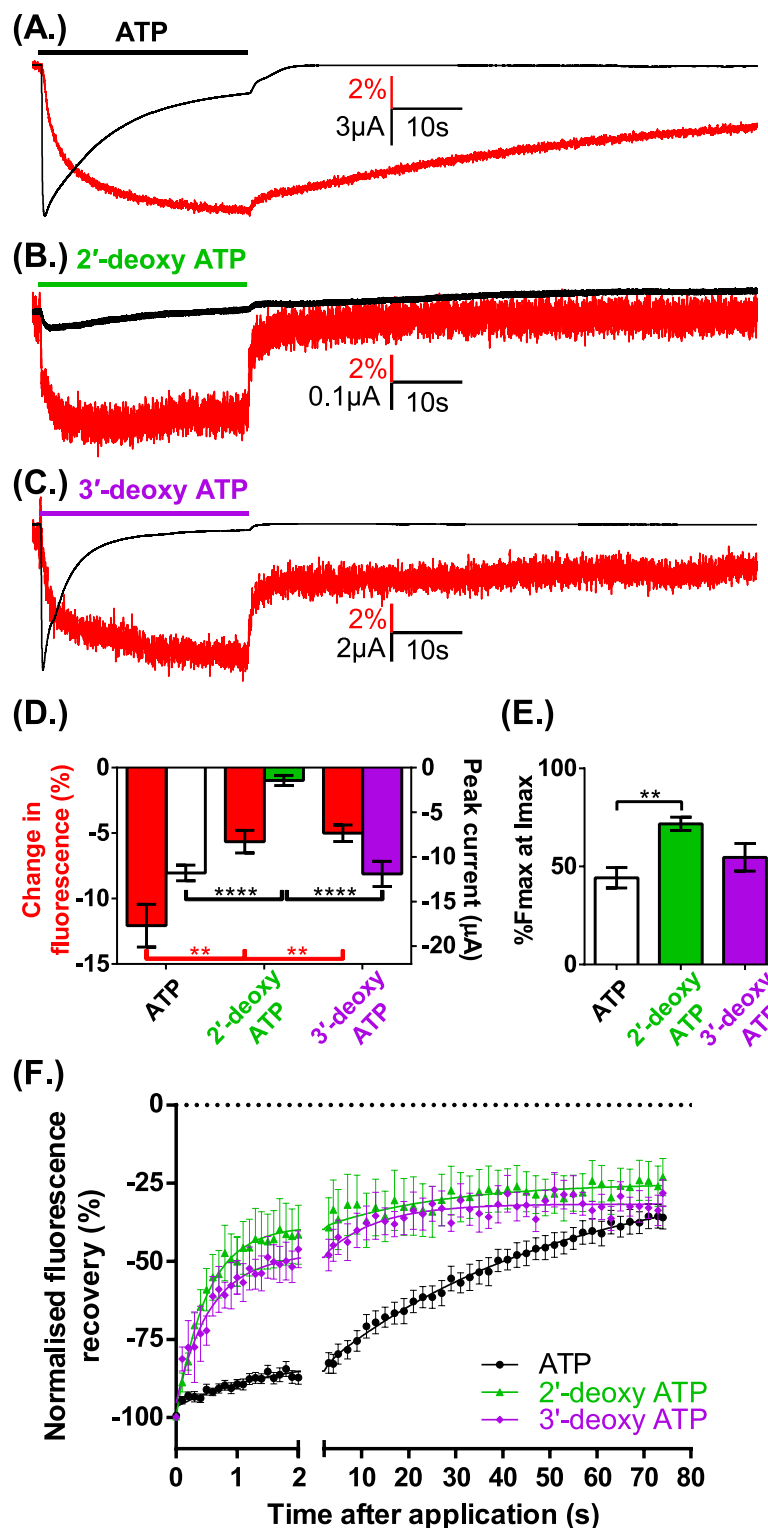 (A.)
ATP
2%
3µA 10s
(B.) 2′-deoxy ATP
2%
0.1µA 10s
(C.) 3′-deoxy ATP
2%
2µA 10s
(D.)
0
-5
-10
-15
Change in
fluorescence (%)
0
-5
-10
-15
-20
Peak current (µA)
**** ****
** **
ATP
2′-deoxy
ATP
3′-deoxy
ATP
(E.)
100
50
0
%Fmax at Imax
**
ATP
2′-deoxy
ATP
3′-deoxy
ATP
(F.)
0
-25
-50
-75
-100
Normalised fluorescence
recovery (%)
ATP
2'-deoxy ATP
3'-deoxy ATP
0 1 2 10 20 30 40 50 60 70 80
Time after application (s)